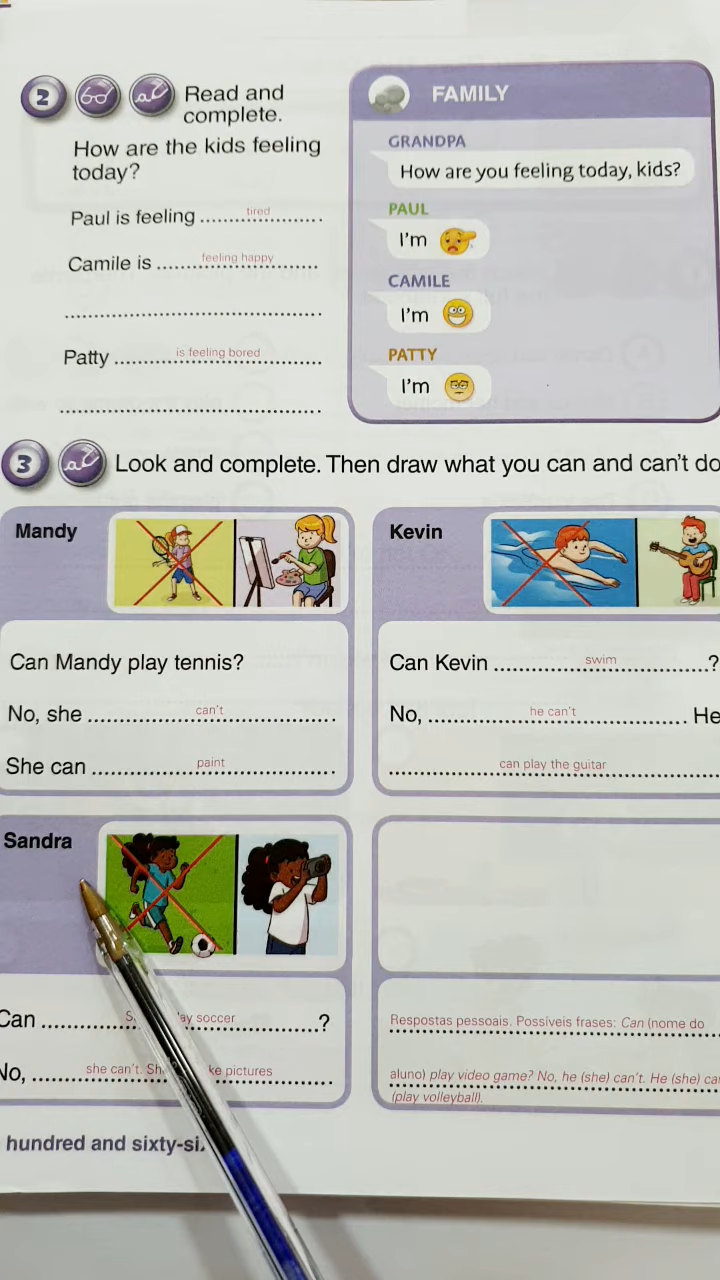 2 Read and
complete.
How are the kids feeling
today?
Paul is feeling tired
Camile is feeling happy
Patty is feeling bored
FAMILY
GRANDPA
How are you feeling today, kids?
PAUL
I'm
CAMILE
I'm
PATTY
I'm
3 Look and complete. Then draw what you can and can't do
Mandy
Can Mandy play tennis?
No, she can't
She can paint
Kevin
Can Kevin swim ?
No, he can't . He
can play the guitar
Sandra
Can soccer ?
No, she can't. pictures
Respostas pessoais. Possíveis frases: Can (nome do
aluno) play video game? No, he (she) can't. He (she)
(play volleyball).
hundred and